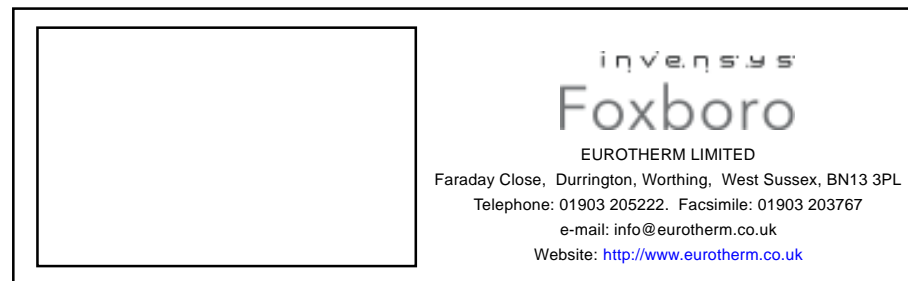 invensys
Foxboro
EUROTHERM LIMITED
Faraday Close, Durrington, Worthing, West Sussex, BN13 3PL
Telephone: 01903 205222. Facsimile: 01903 203767
e-mail: info@eurotherm.co.uk
Website: http://www.eurotherm.co.uk